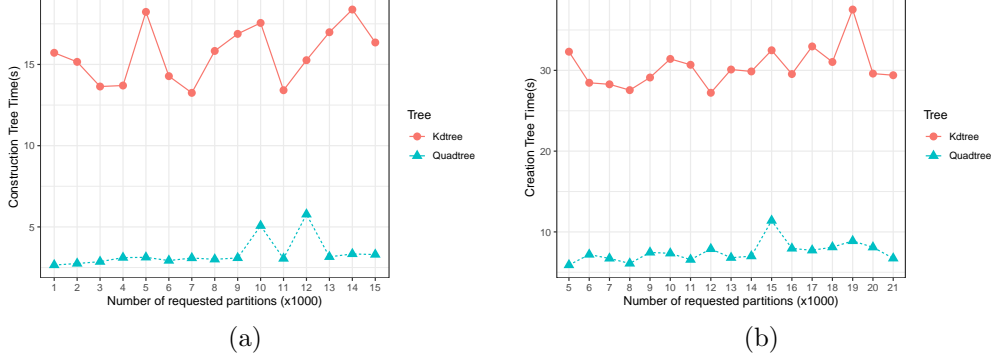 Construction Tree Time(s)
15
10
5
1 2 3 4 5 6 7 8 9 10 11 12 13 14 15
Number of requested partitions (x1000)
Tree
Kdtree
Quadtree
(a)
Creation Tree Time(s)
30
20
10
5 6 7 8 9 10 11 12 13 14 15 16 17 18 19 20 21
Number of requested partitions (x1000)
Tree
Kdtree
Quadtree
(b)